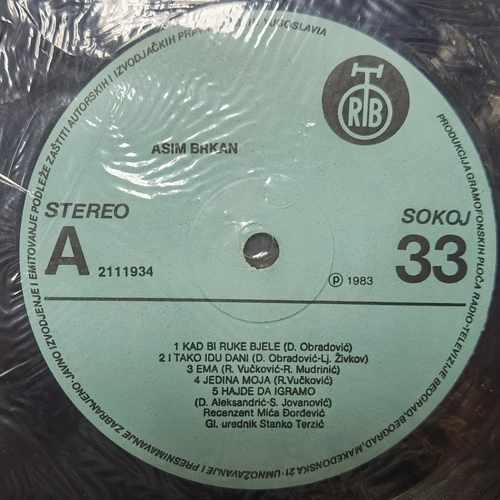 PRODUKCIJA GRAMOFONSKIH PLOČA RADIO-TELEVIZIJE BEOGRAD, BEOGRAD, MAKEDONSKA 21 - UMNOŽAVANJE I PRESNIMAVANJE ZABRANJENO - JAVNO IZVODJENJE I EMITOVANJE PODLEŽE ZAŠTITI AUTORSKIH I IZVODJAČKIH YUGOSLAVIA
RTB
ASIM BRKAN
STEREO
SOKOJ
A
2111934
℗ 1983
33
1 KAD BI RUKE BJELE (D. Obradović)
2 I TAKO IDU DANI (D. Obradović-Lj. Živkov)
3 EMA (R. Vučković-R. Mudrinić)
4 JEDINA MOJA (R.Vučković)
5 HAJDE DA IGRAMO
(D. Aleksandrić-S. Jovanović)
Recenzent Mića Đorđević
Gl. urednik Stanko Terzić